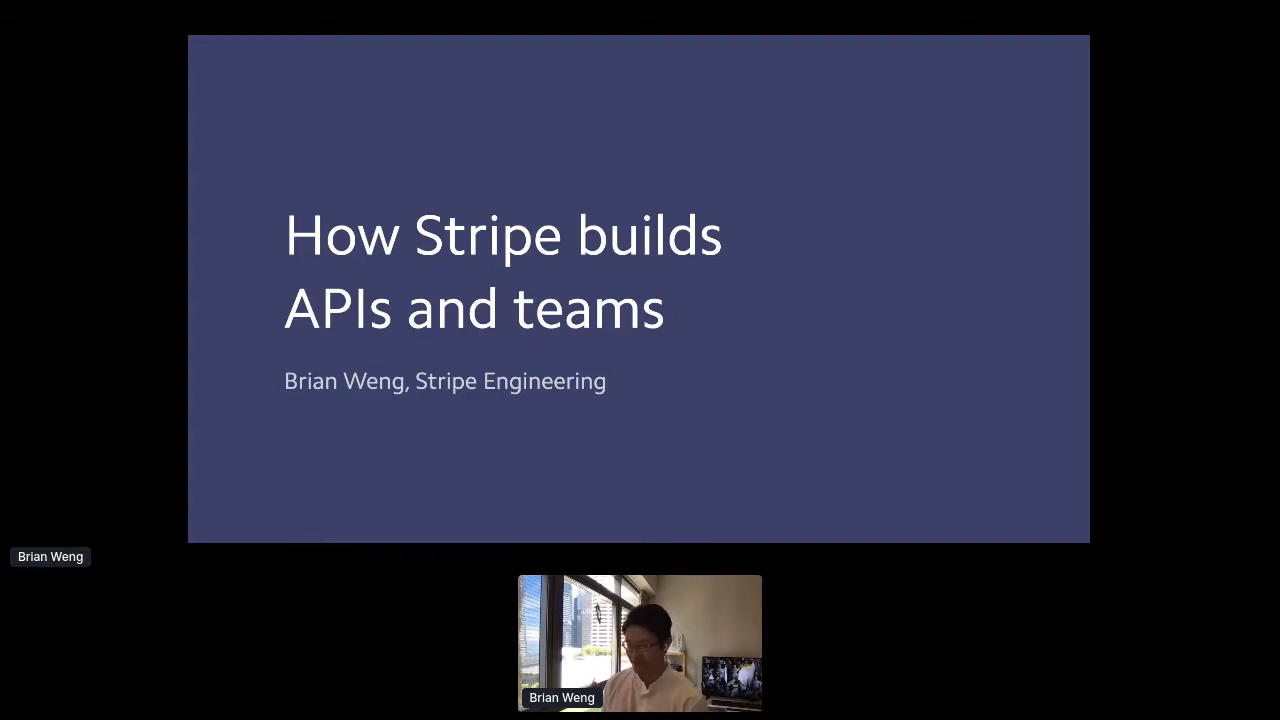 How Stripe builds
APIs and teams
Brian Weng, Stripe Engineering
Brian Weng
Brian Weng